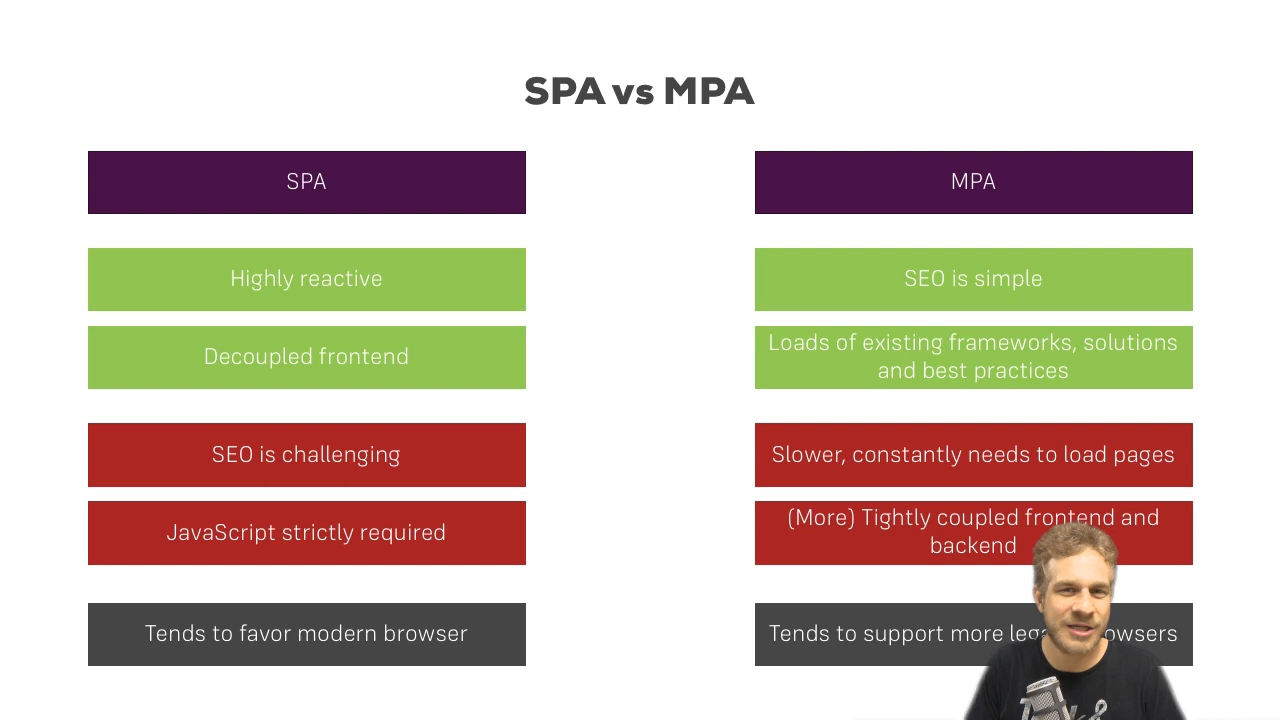 SPA vs MPA
SPA
MPA
Highly reactive
SEO is simple
Decoupled frontend
Loads of existing frameworks, solutions
and best practices
SEO is challenging
Slower, constantly needs to load pages
JavaScript strictly required
(More) Tightly coupled frontend and
backend
Tends to favor modern browser
Tends to support more